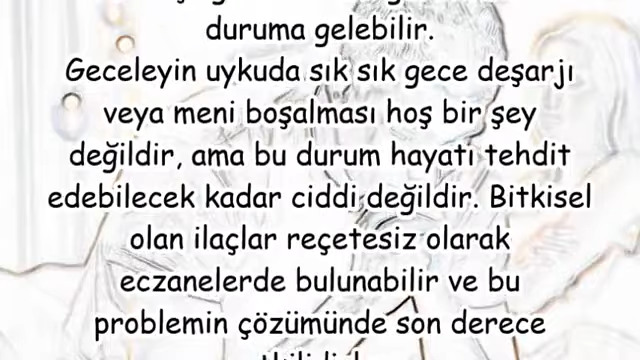 duruma gelebilir.
Geceleyin uykuda sık sık gece deşarjı
veya meni boşalması hoş bir şey
değildir, ama bu durum hayatı tehdit
edebilecek kadar ciddi değildir. Bitkisel
olan ilaçlar reçetesiz olarak
eczanelerde bulunabilir ve bu
problemin çözümünde son derece